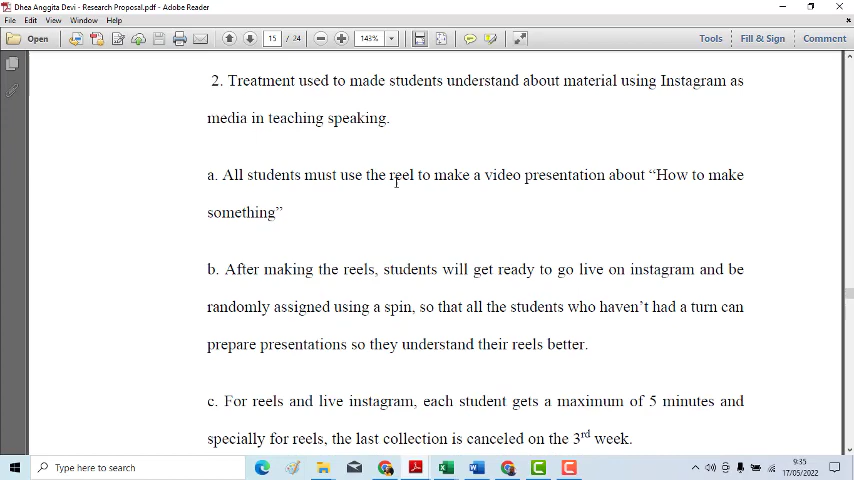 Dhea Anggita Devi - Research Proposal.pdf - Adobe Reader
File Edit View Window Help
Open 15 / 24 143% Tools Fill & Sign Comment
2. Treatment used to made students understand about material using Instagram as
media in teaching speaking.
a. All students must use the reel to make a video presentation about “How to make
something”
b. After making the reels, students will get ready to go live on instagram and be
randomly assigned using a spin, so that all the students who haven’t had a turn can
prepare presentations so they understand their reels better.
c. For reels and live instagram, each student gets a maximum of 5 minutes and
specially for reels, the last collection is canceled on the 3rd week.
Type here to search
9:35
17/05/2022